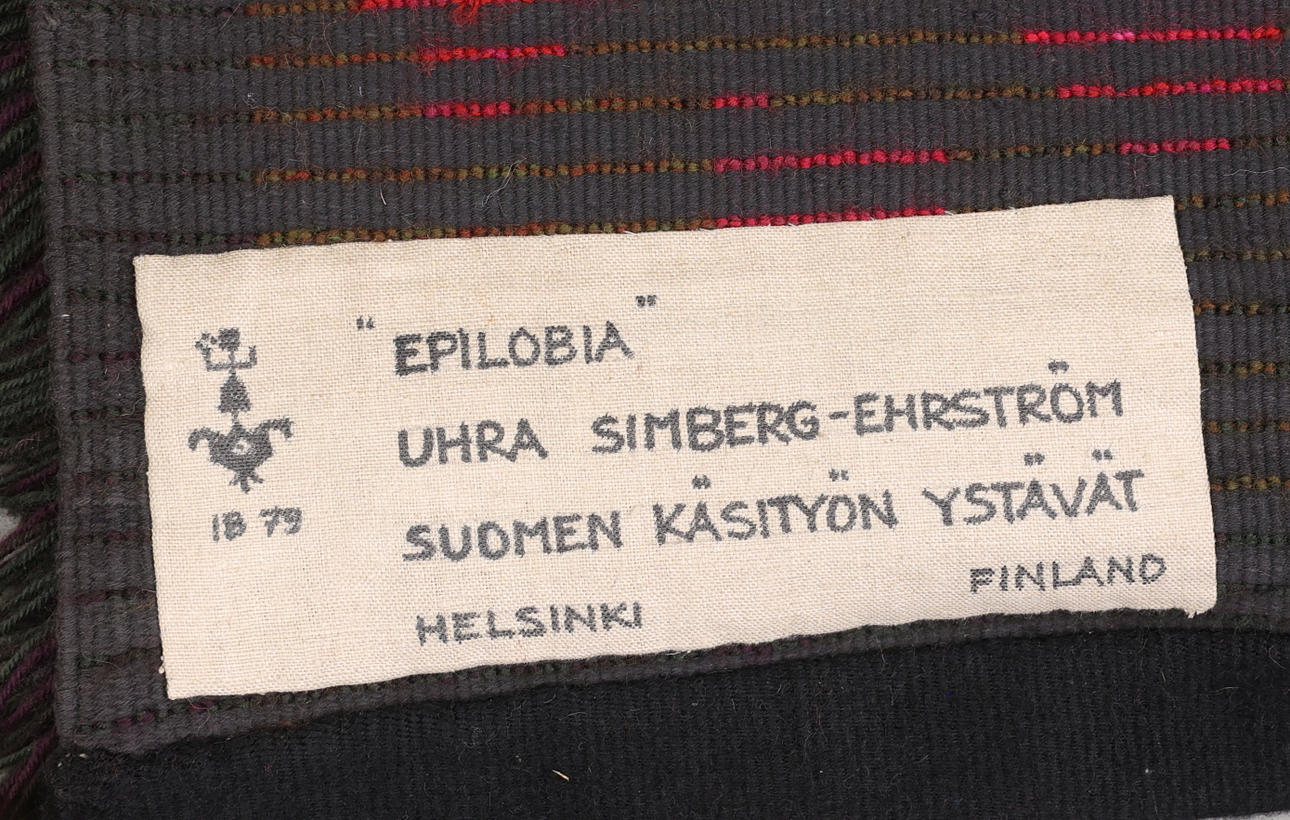 "EPILOBIA"
UHRA SIMBERG-EHRSTRÖM
SUOMEN KÄSITYÖN YSTÄVÄT
HELSINKI FINLAND
18 79